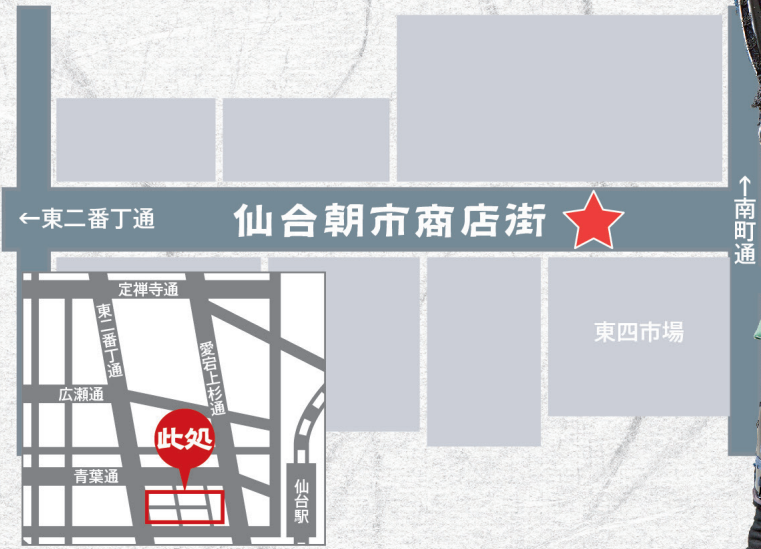 ←東二番丁通
仙台朝市商店街
↑南町通
東四市場
定禅寺通
東二番丁通
愛宕上杉通
広瀬通
此処
青葉通
仙台駅